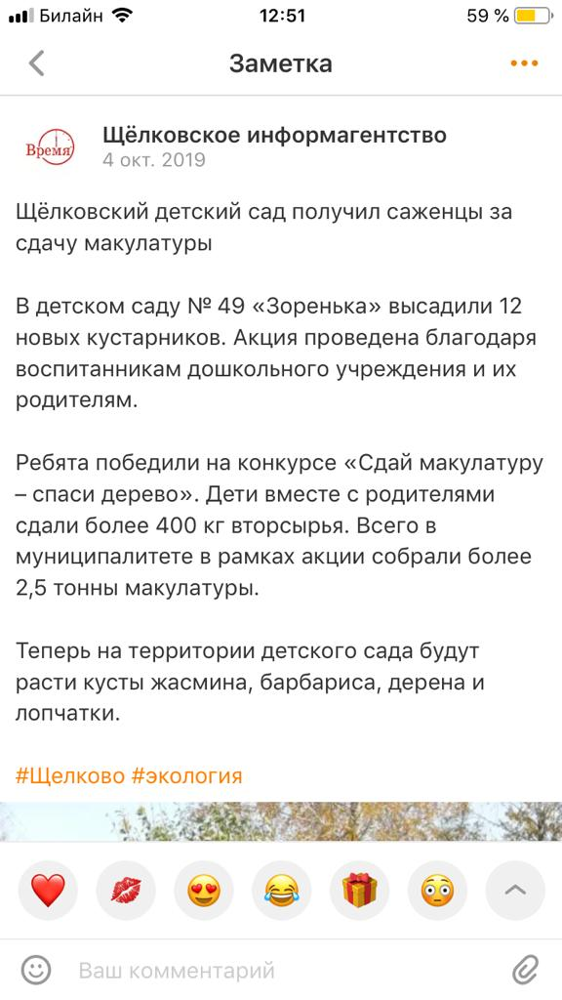 Билайн 12:51 59 %
Заметка
Время
Щёлковское информагентство
4 окт. 2019
Щёлковский детский сад получил саженцы за
сдачу макулатуры
В детском саду № 49 «Зоренька» высадили 12
новых кустарников. Акция проведена благодаря
воспитанникам дошкольного учреждения и их
родителям.
Ребята победили на конкурсе «Сдай макулатуру
– спаси дерево». Дети вместе с родителями
сдали более 400 кг вторсырья. Всего в
муниципалитете в рамках акции собрали более
2,5 тонны макулатуры.
Теперь на территории детского сада будут
расти кусты жасмина, барбариса, дерена и
лопчатки.
#Щелково #экология
Ваш комментарий